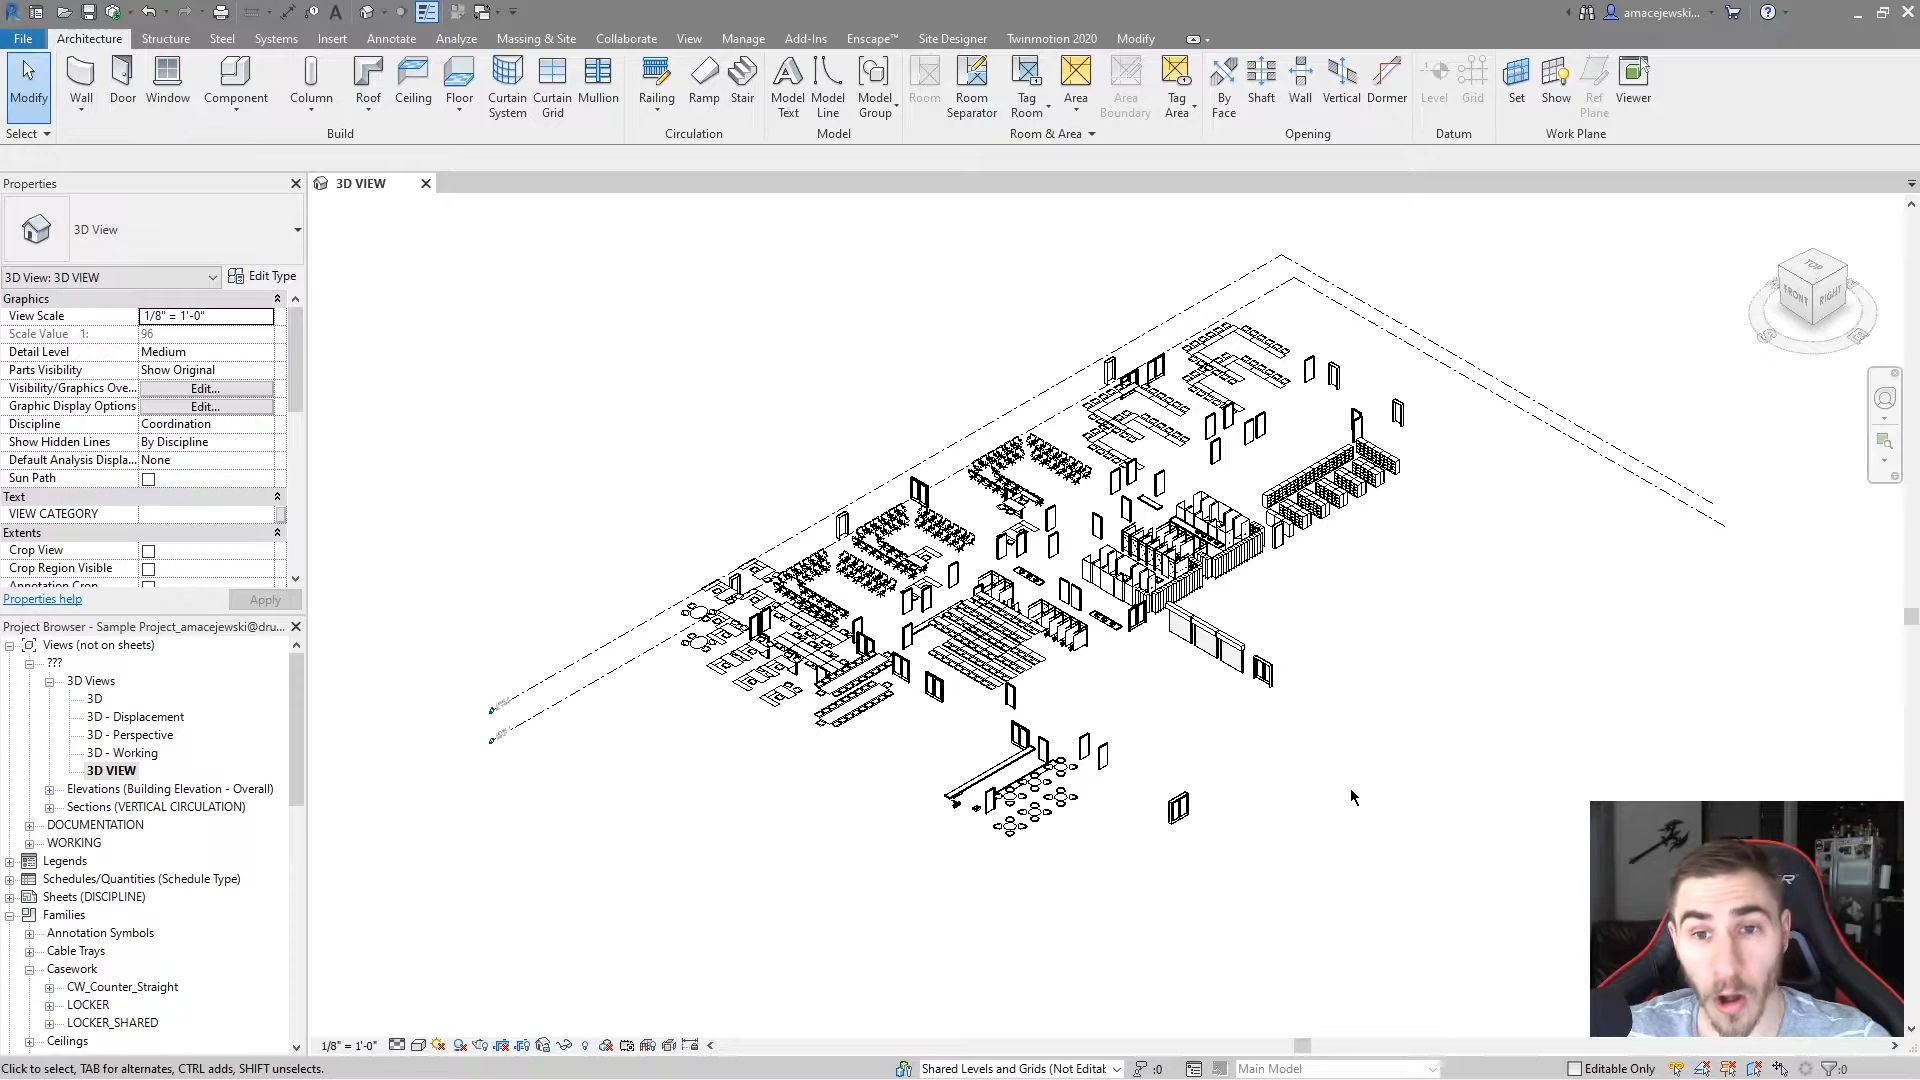 amacejewski...
File Architecture Structure Steel Systems Insert Annotate Analyze Massing & Site Collaborate View Manage Add-Ins Enscape™ Site Designer Twinmotion 2020 Modify
Modify Wall Door Window Component Column Roof Ceiling Floor Curtain System Curtain Grid Mullion Railing Ramp Stair Model Text Model Line Model Group Room Room Separator Tag Room Area Area Boundary Tag Area By Face Shaft Wall Vertical Dormer Level Grid Set Show Ref Plane Viewer
Select Build Circulation Model Room & Area Opening Datum Work Plane
Properties
3D VIEW
3D View
3D View: 3D VIEW Edit Type
Graphics
View Scale 1/8" = 1'-0"
Scale Value 1: 96
Detail Level Medium
Parts Visibility Show Original
Visibility/Graphics Ove... Edit...
Graphic Display Options Edit...
Discipline Coordination
Show Hidden Lines By Discipline
Default Analysis Displa... None
Sun Path
Text
VIEW CATEGORY
Extents
Crop View
Crop Region Visible
Annotation Crop
Properties help Apply
Project Browser - Sample Project_amacejewski@dru...
Views (not on sheets)
???
3D Views
3D
3D - Displacement
3D - Perspective
3D - Working
3D VIEW
Elevations (Building Elevation - Overall)
Sections (VERTICAL CIRCULATION)
DOCUMENTATION
WORKING
Legends
Schedules/Quantities (Schedule Type)
Sheets (DISCIPLINE)
Families
Annotation Symbols
Cable Trays
Casework
CW_Counter_Straight
LOCKER
LOCKER_SHARED
Ceilings
TOP
FRONT
RIGHT
S
E
1/8" = 1'-0"
Click to select, TAB for alternates, CTRL adds, SHIFT unselects.
Shared Levels and Grids (Not Editab :0 Main Model Editable Only :0